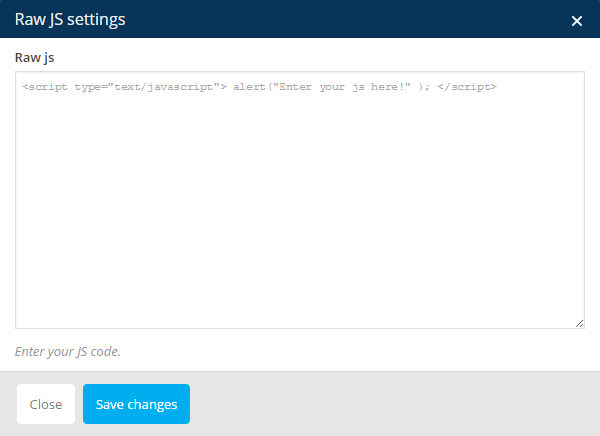 Raw JS settings
Raw js
<script type="text/javascript"> alert("Enter your js here!" ); </script>
Enter your JS code.
Close
Save changes